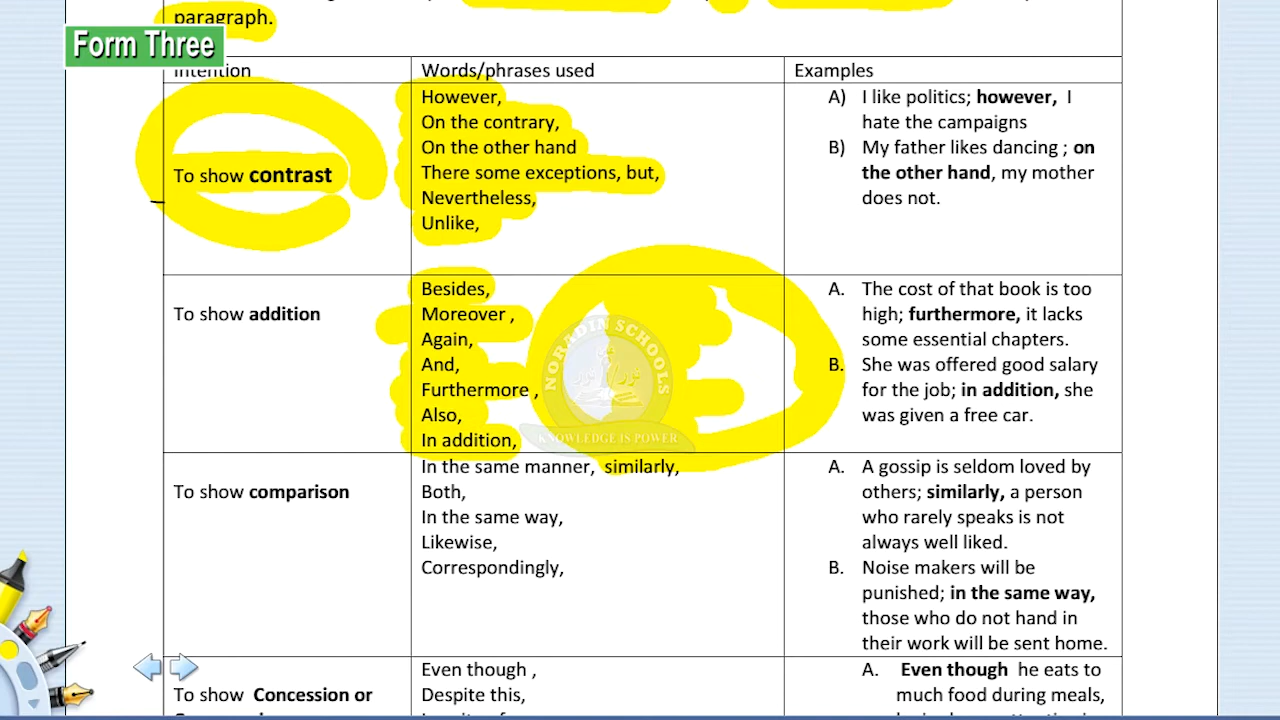 paragraph.
Form Three
Intention
Words/phrases used
Examples
To show contrast
However,
On the contrary,
On the other hand
There some exceptions, but,
Nevertheless,
Unlike,
A) I like politics; however, I
hate the campaigns
B) My father likes dancing ; on
the other hand, my mother
does not.
To show addition
Besides,
Moreover ,
Again,
And,
Furthermore ,
Also,
In addition,
NORADIN SCHOOLS
KNOWLEDGE IS POWER
A. The cost of that book is too
high; furthermore, it lacks
some essential chapters.
B. She was offered good salary
for the job; in addition, she
was given a free car.
To show comparison
In the same manner, similarly,
Both,
In the same way,
Likewise,
Correspondingly,
A. A gossip is seldom loved by
others; similarly, a person
who rarely speaks is not
always well liked.
B. Noise makers will be
punished; in the same way,
those who do not hand in
their work will be sent home.
To show Concession or
Even though ,
Despite this,
A. Even though he eats to
much food during meals,